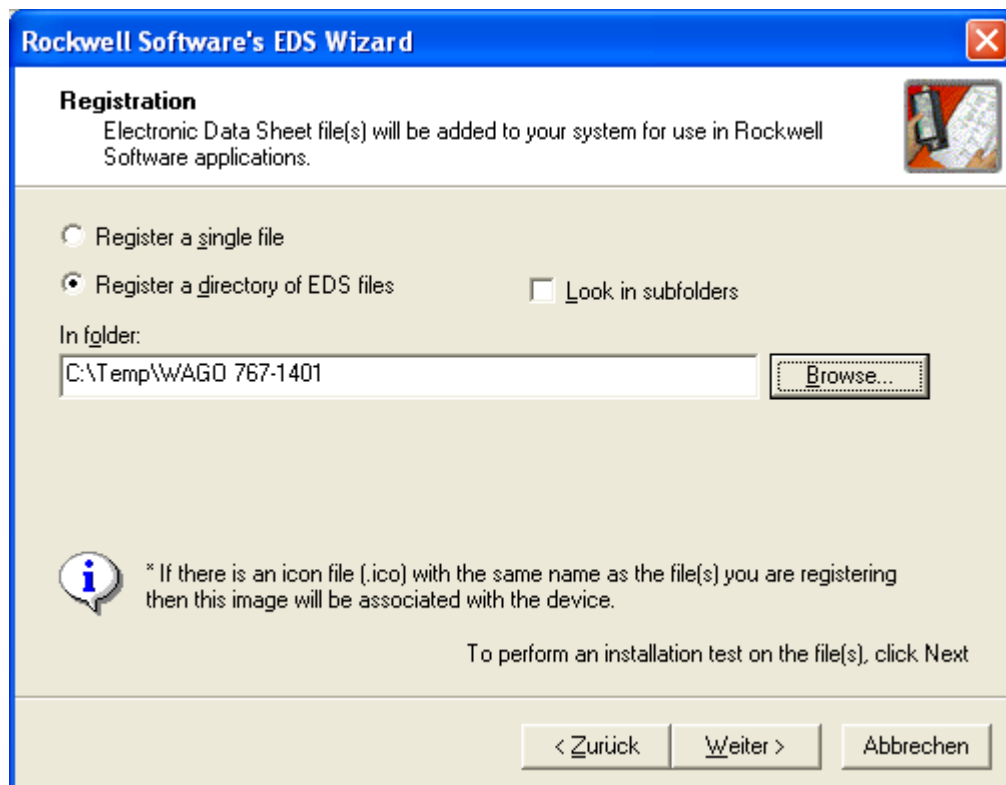 Rockwell Software's EDS Wizard
Registration
Electronic Data Sheet file(s) will be added to your system for use in Rockwell
Software applications.
Register a single file
Register a directory of EDS files
Look in subfolders
In folder:
C:\Temp\WAGO 767-1401
Browse...
* If there is an icon file (.ico) with the same name as the file(s) you are registering
then this image will be associated with the device.
To perform an installation test on the file(s), click Next
< Zurück
Weiter >
Abbrechen